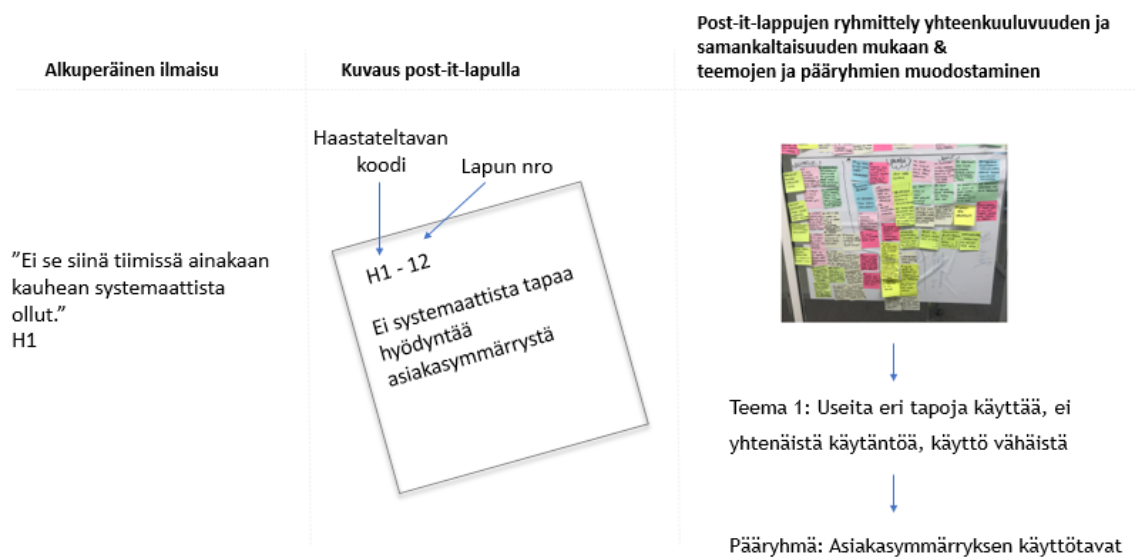 Alkuperäinen ilmaisu
Kuvaus post-it-lapulla
Post-it-lappujen ryhmittely yhteenkuuluvuuden ja
samankaltaisuuden mukaan &
teemojen ja pääryhmien muodostaminen
"Ei se siinä tiimissä ainakaan
kauhean systemaattista
ollut."
H1
Haastateltavan
koodi
Lapun nro
H1 - 12
Ei systemaattista tapaa
hyödyntää
asiakasymmärrystä
Teema 1: Useita eri tapoja käyttää, ei
yhtenäistä käytäntöä, käyttö vähäistä
Pääryhmä: Asiakasymmärryksen käyttötavat